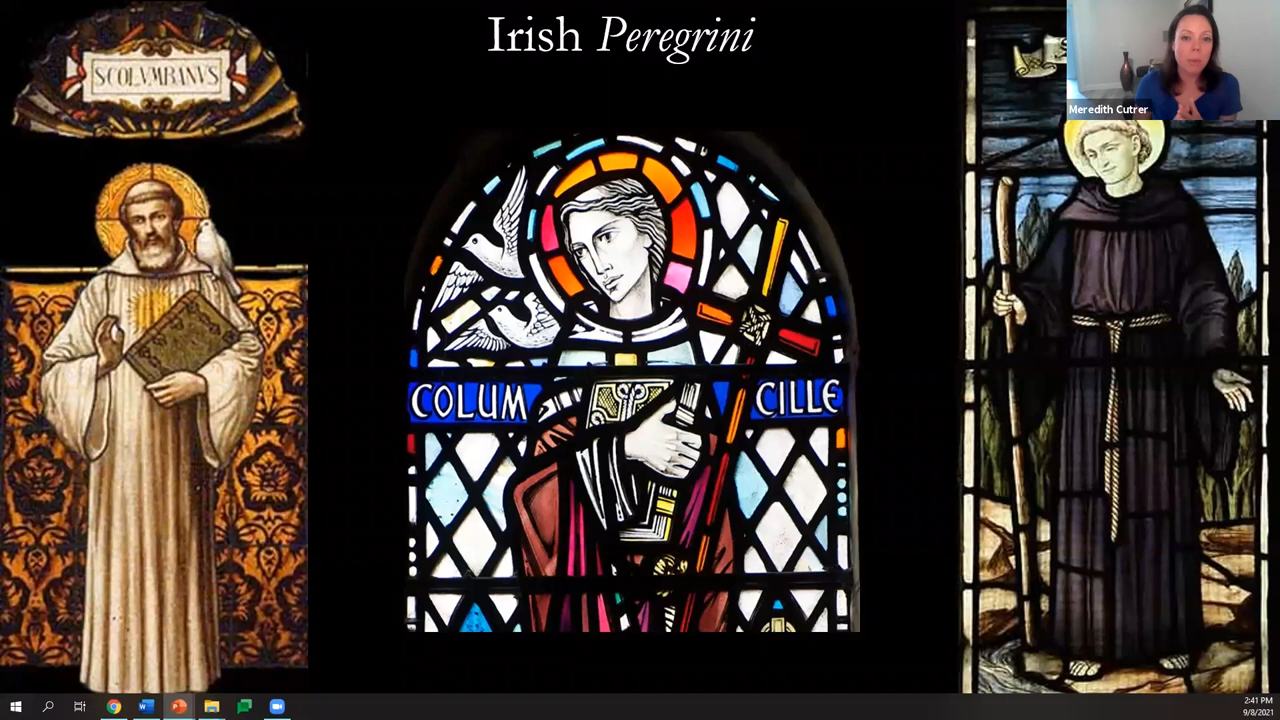 Irish Peregrini
S COLVMBANVS
COLUM
CILLE
Meredith Cutrer
2:41 PM
9/8/2021